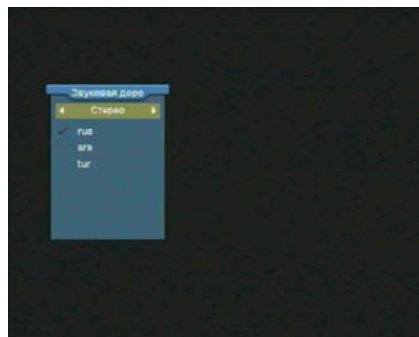 Звуковая доро
Стерео
rus
ara
tur